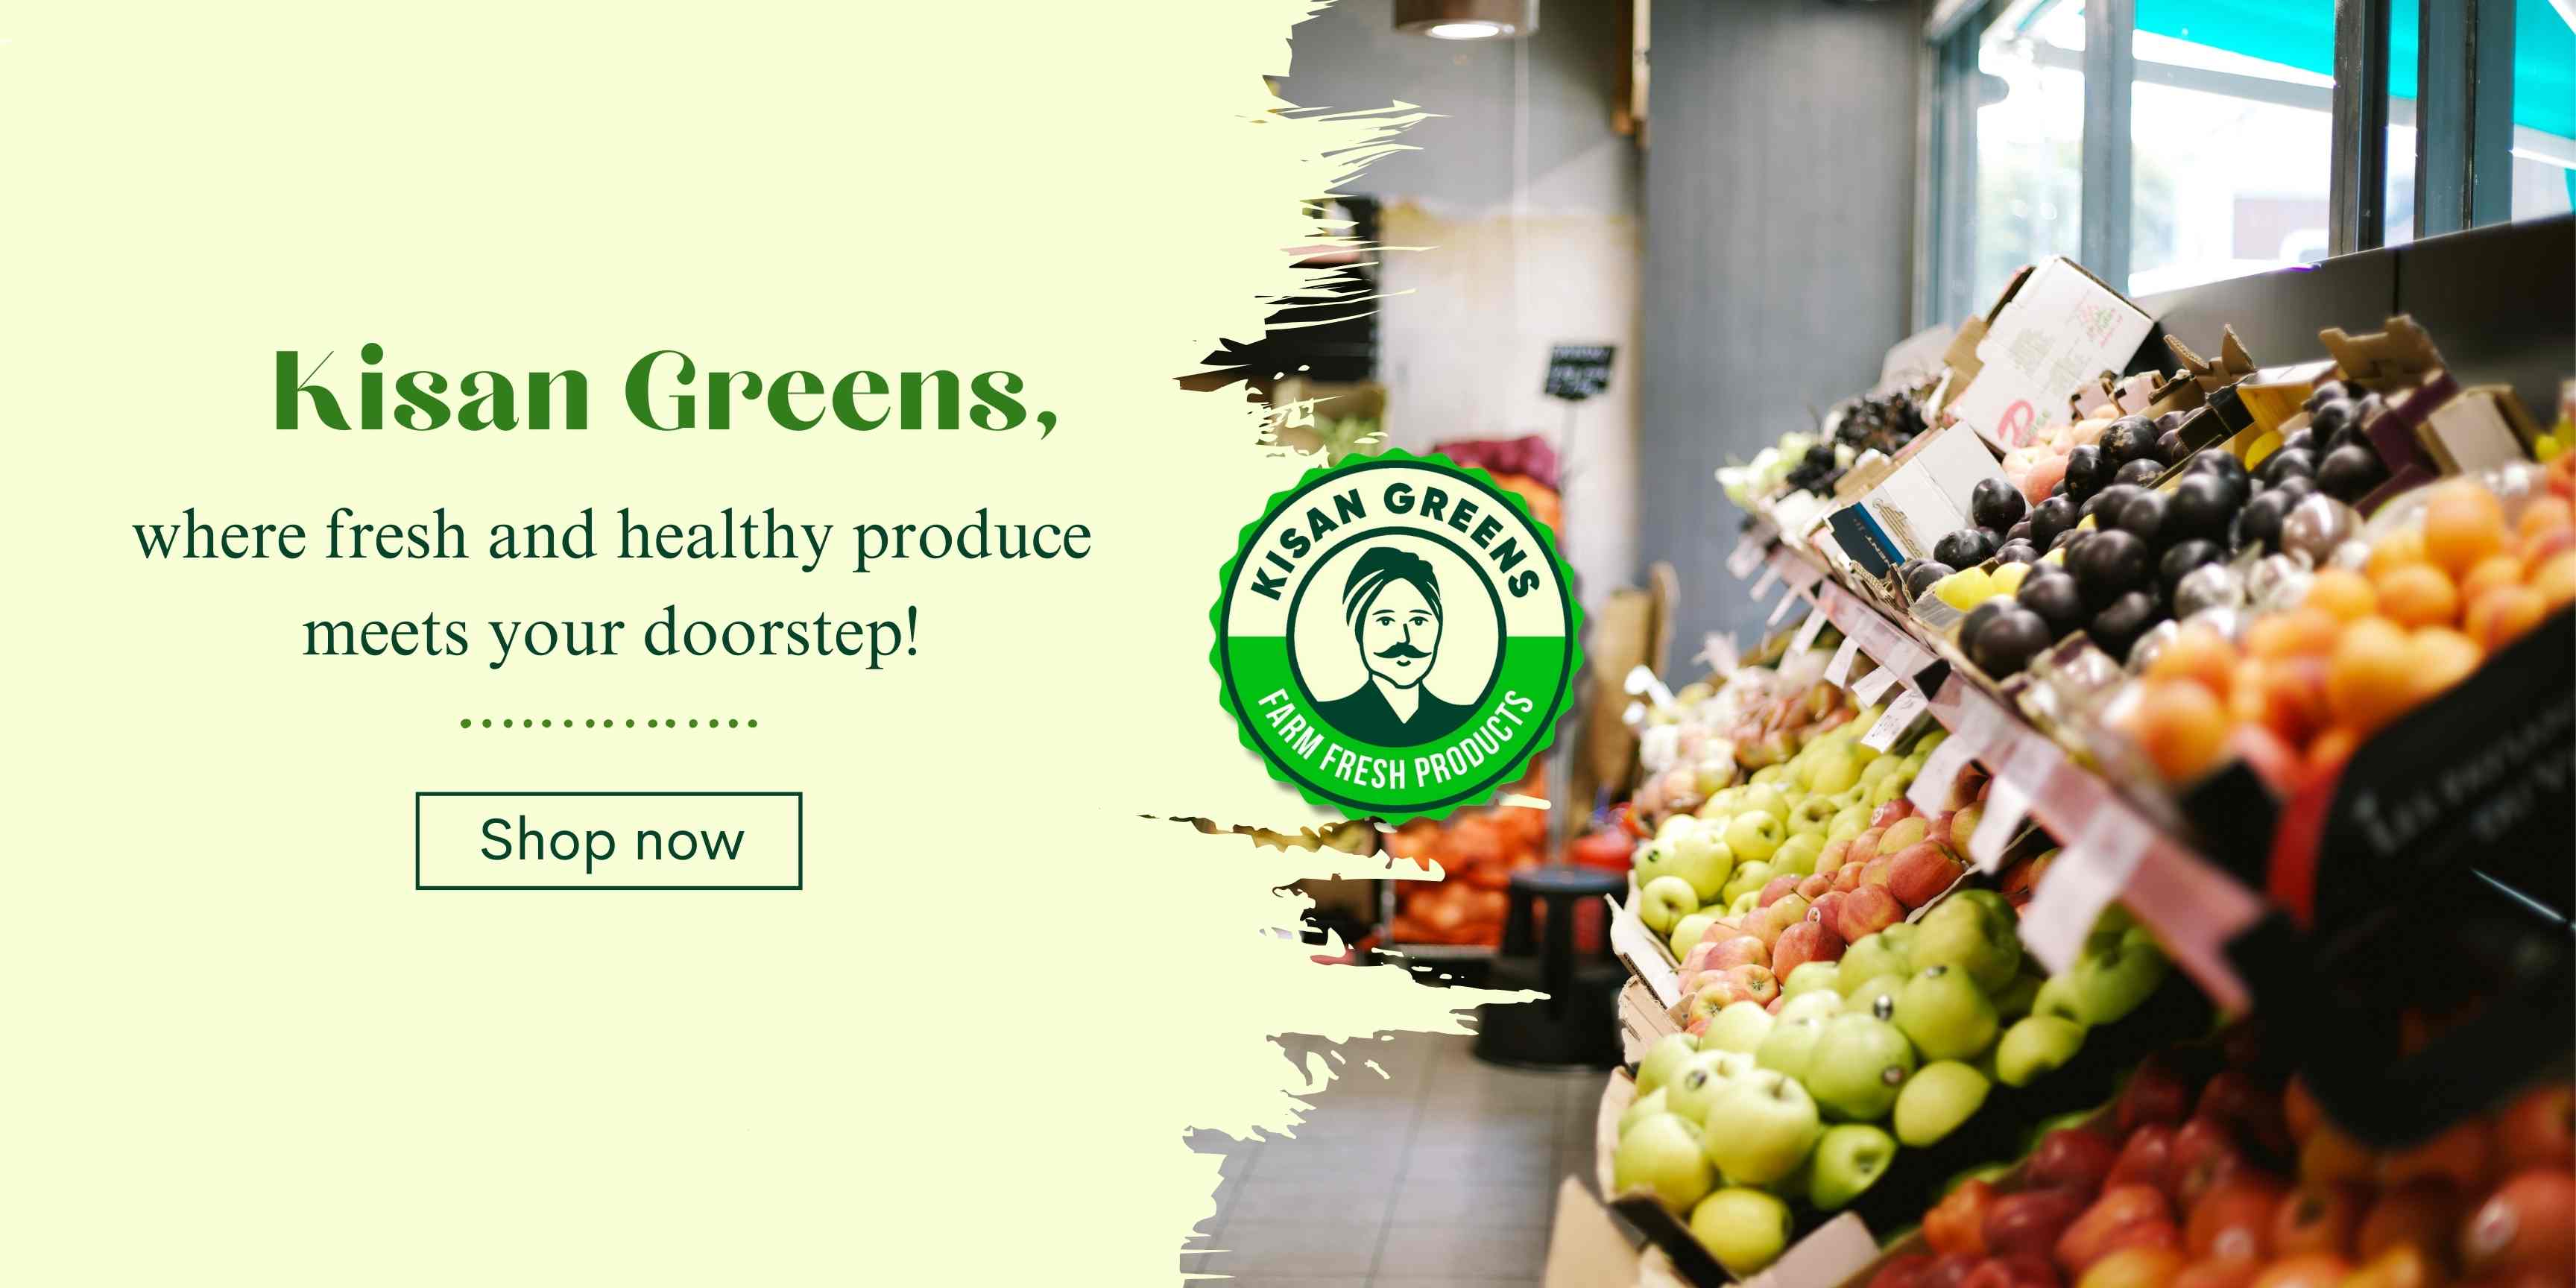 Kisan Greens,
where fresh and healthy produce
meets your doorstep!
Shop now
KISAN GREENS
FARM FRESH PRODUCTS